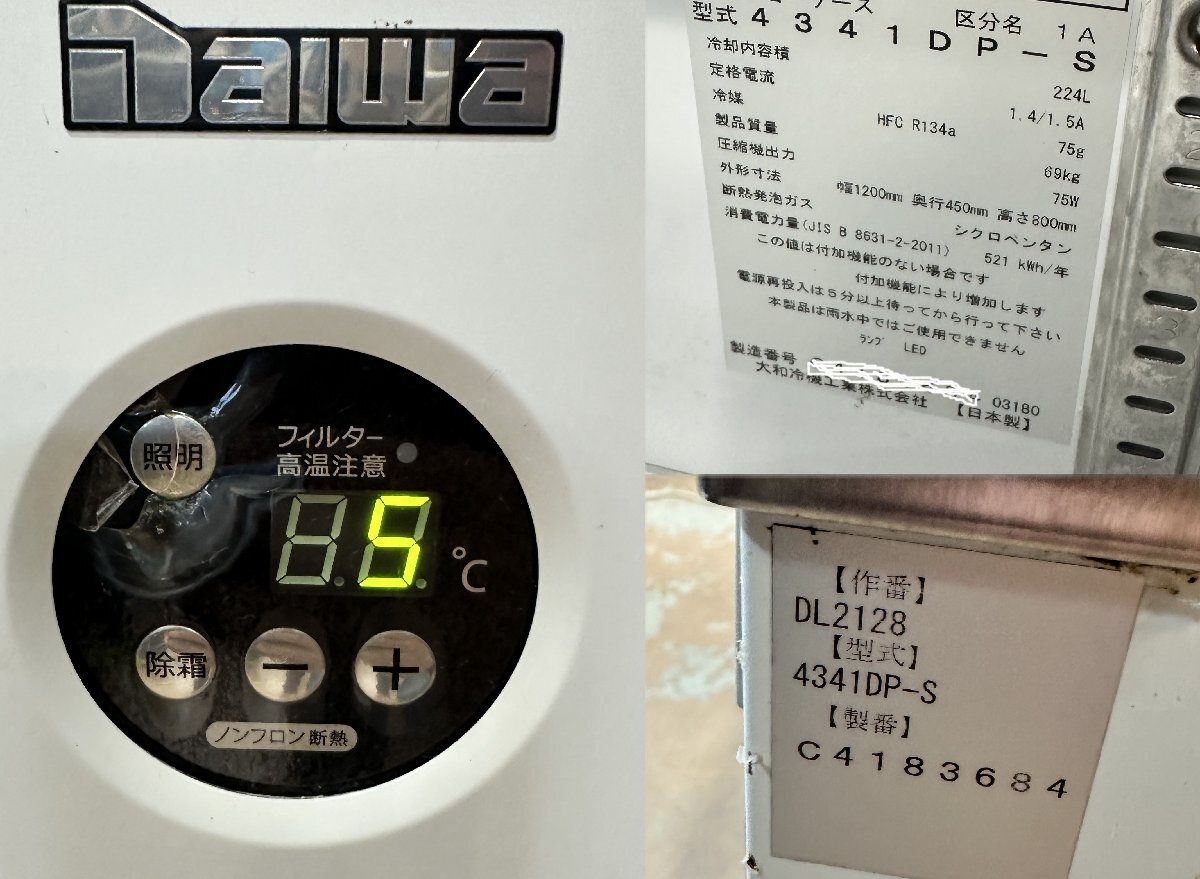 Daiwa
照明
フィルター
高温注意
5
℃
除霜
−
+
ノンフロン断熱
区分名 1A
型式 4341DP-S
冷却内容積 224L
定格電流 1.4/1.5A
冷媒 HFC R134a 75g
製品質量 69kg
圧縮機出力 75W
外形寸法 幅1200mm 奥行450mm 高さ800mm
断熱発泡ガス シクロペンタン
消費電力量(JIS B 8631-2-2011) 521 kWh/年
この値は付加機能のない場合です
付加機能により増加します
電源再投入は5分以上待ってから行って下さい
本製品は雨水中ではご使用できません
ランプ LED
製造番号 03180
大和冷機工業株式会社 【日本製】
【作番】
DL2128
【型式】
4341DP-S
【製番】
C4183684